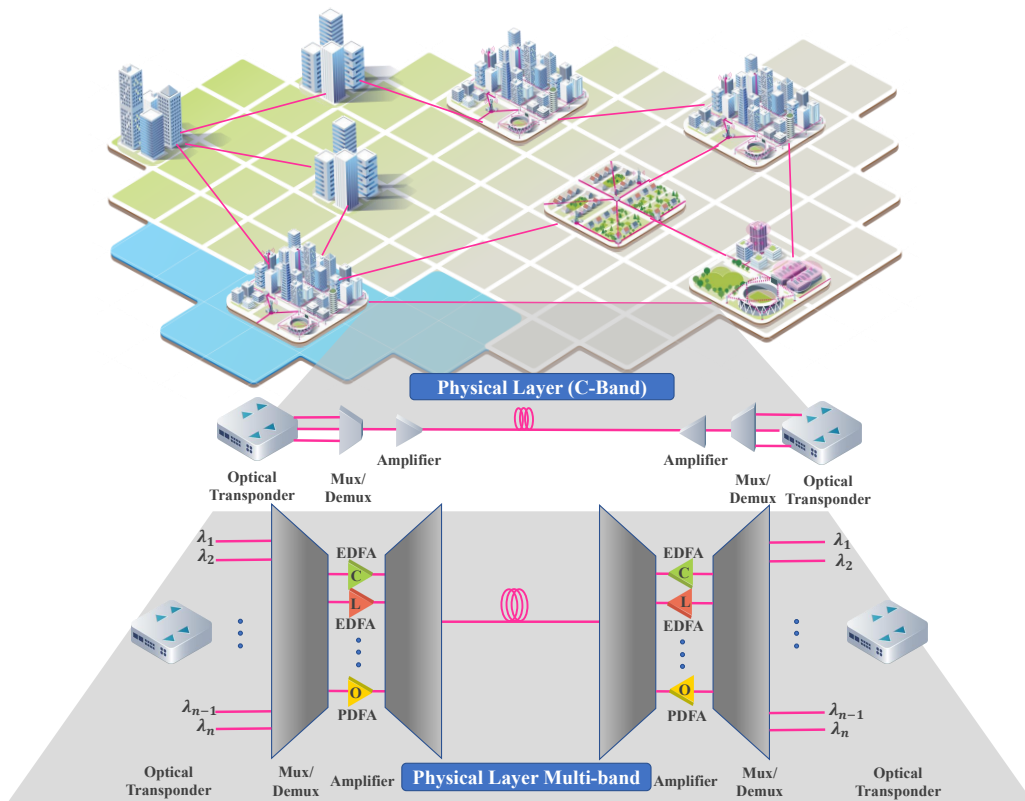 Physical Layer (C-Band)
Amplifier
Amplifier
Optical
Transponder
Mux/
Demux
Mux/
Demux
Optical
Transponder
λ1
λ2
EDFA
C
L
EDFA
O
PDFA
λn−1
λn
EDFA
C
L
EDFA
O
PDFA
λ1
λ2
λn−1
λn
Optical
Transponder
Mux/
Demux
Amplifier
Physical Layer Multi-band
Amplifier
Mux/
Demux
Optical
Transponder